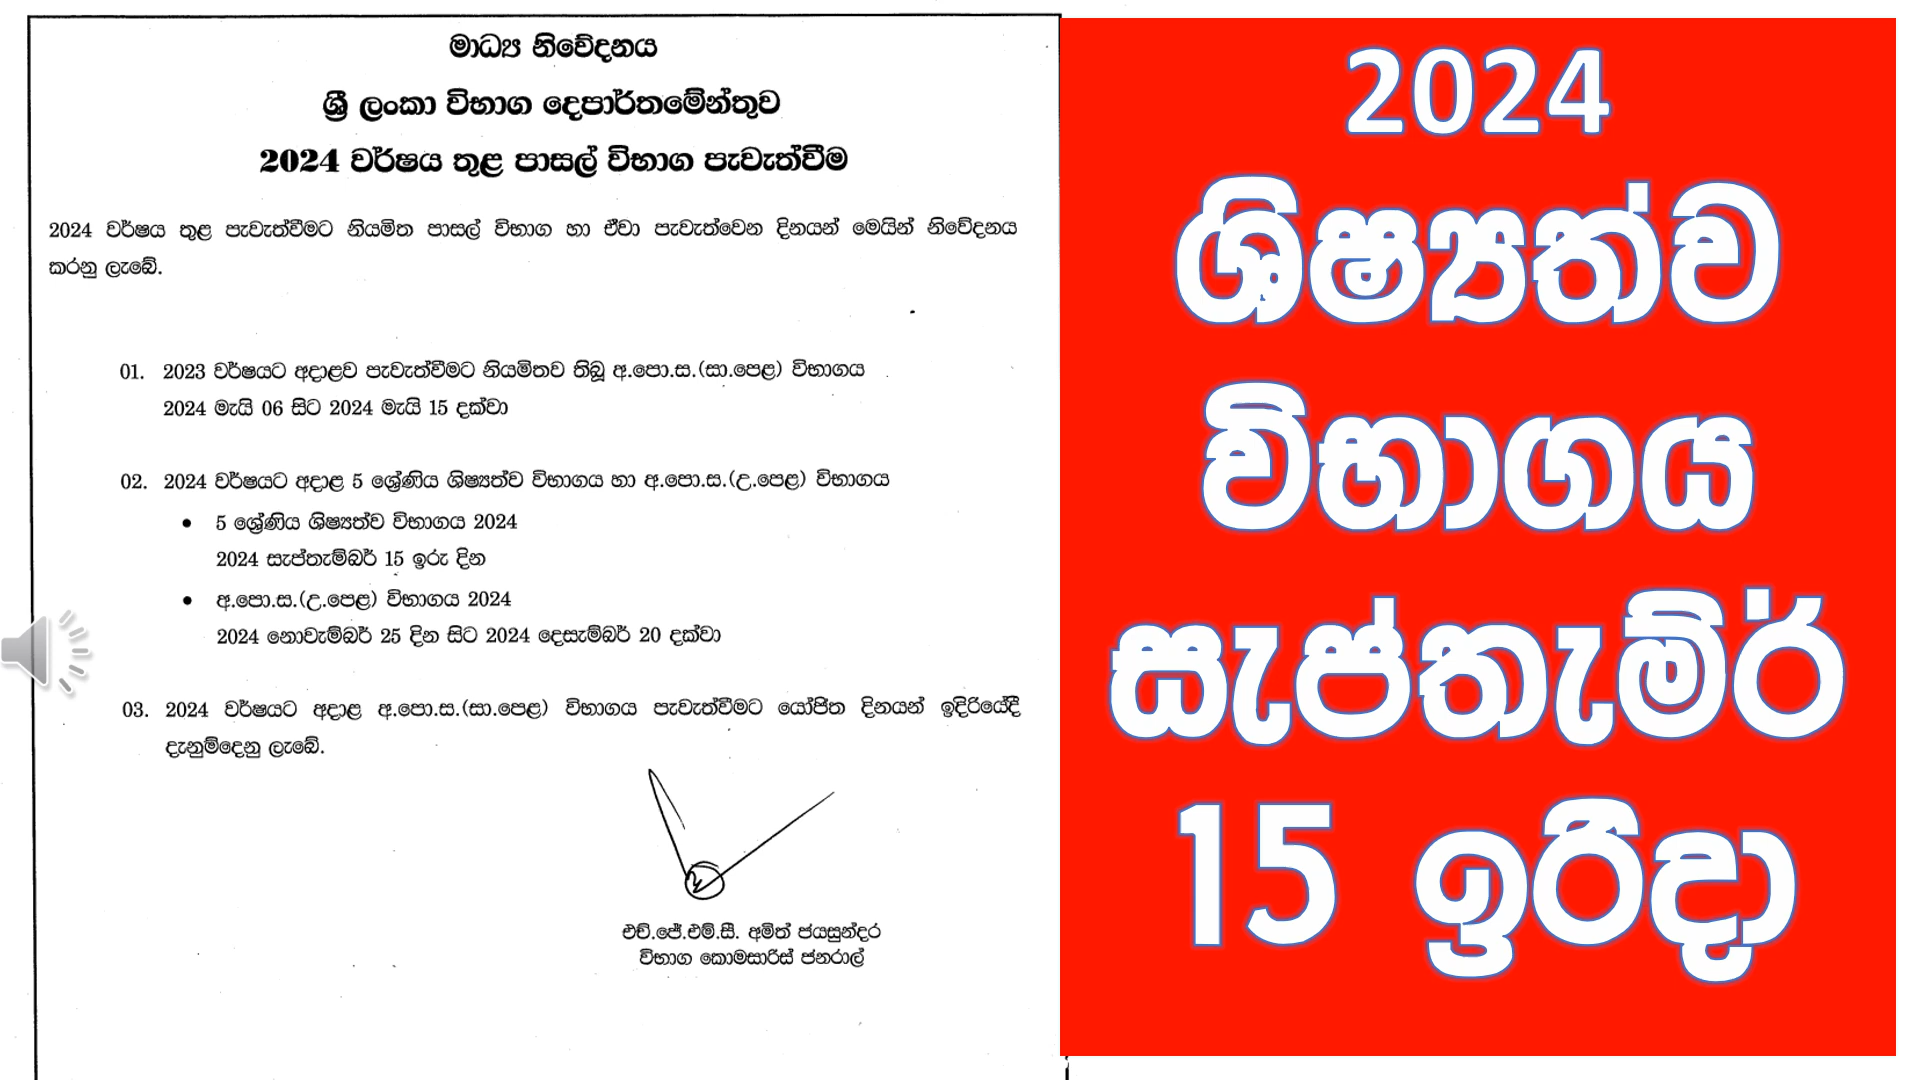 මාධ්‍ය නිවේදනය
ශ්‍රී ලංකා විභාග දෙපාර්තමේන්තුව
2024 වර්ෂය තුළ පාසල් විභාග පැවැත්වීම
2024 වර්ෂය තුළ පැවැත්වීමට නියමිත පාසල් විභාග හා ඒවා පැවැත්වෙන දිනයන් මෙයින් නිවේදනය
කරනු ලැබේ.
01. 2023 වර්ෂයට අදාළව පැවැත්වීමට නියමිතව තිබූ අ.පො.ස.(සා.පෙළ) විභාගය
2024 මැයි 06 සිට 2024 මැයි 15 දක්වා
02. 2024 වර්ෂයට අදාළ 5 ශ්‍රේණිය ශිෂ්‍යත්ව විභාගය හා අ.පො.ස.(උ.පෙළ) විභාගය
• 5 ශ්‍රේණිය ශිෂ්‍යත්ව විභාගය 2024
2024 සැප්තැම්බර් 15 ඉරු දින
• අ.පො.ස.(උ.පෙළ) විභාගය 2024
2024 නොවැම්බර් 25 දින සිට 2024 දෙසැම්බර් 20 දක්වා
03. 2024 වර්ෂයට අදාළ අ.පො.ස.(සා.පෙළ) විභාගය පැවැත්වීමට යෝජිත දිනයන් ඉදිරියේදී
දැනුම්දෙනු ලැබේ.
එච්.ජේ.එම්.සී. අමිත් ජයසුන්දර
විභාග කොමසාරිස් ජනරාල්
2024
ශිෂ්‍යත්ව
විභාගය
සැප්තැම්ර්
15 ඉරිදා